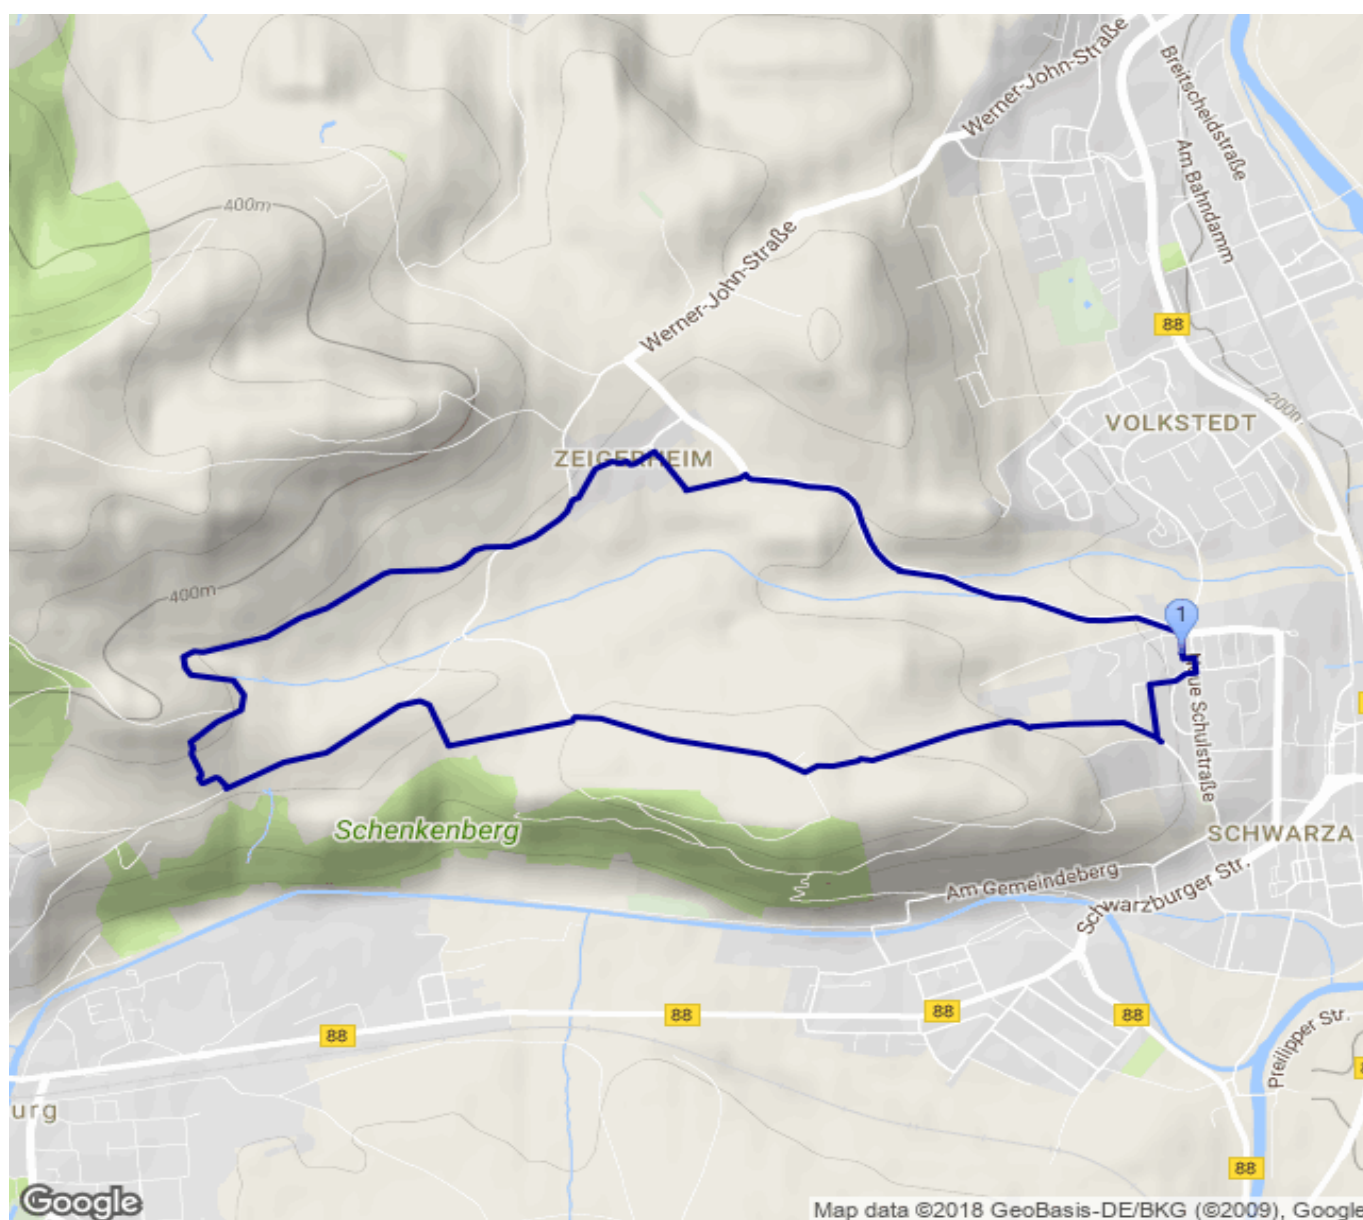 Werner-John-Straße
Breitscheidstraße
Am Bahndamm
400m
Werner-John-Straße
88
200m
VOLKSTEDT
ZEIGERHEIM
400m
1
Neue Schulstraße
Schenkenberg
SCHWARZA
Am Gemeindeberg
Schwarzburger Str.
88
88
88
88
Preilipper Str.
urg
88
Google
Map data ©2018 GeoBasis-DE/BKG (©2009), Google